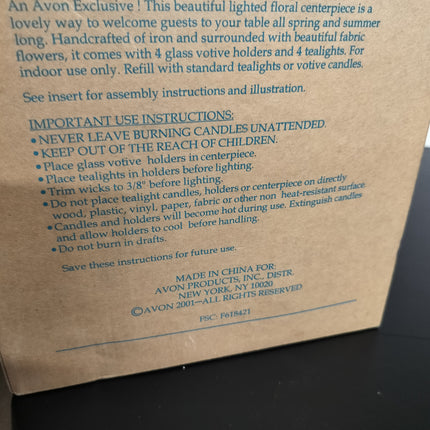 An Avon Exclusive ! This beautiful lighted floral centerpiece is a
lovely way to welcome guests to your table all spring and summer
long. Handcrafted of iron and surrounded with beautiful fabric
flowers, it comes with 4 glass votive holders and 4 tealights. For
indoor use only. Refill with standard tealights or votive candles.
See insert for assembly instructions and illustration.
IMPORTANT USE INSTRUCTIONS:
• NEVER LEAVE BURNING CANDLES UNATTENDED.
• KEEP OUT OF THE REACH OF CHILDREN.
• Place glass votive holders in centerpiece.
• Place tealights in holders before lighting.
• Trim wicks to 3/8" before lighting.
• Do not place tealight candles, holders or centerpiece on directly
wood, plastic, vinyl, paper, fabric or other non heat-resistant surface.
• Candles and holders will become hot during use. Extinguish candles
and allow holders to cool before handling.
• Do not burn in drafts.
Save these instructions for future use.
MADE IN CHINA FOR:
AVON PRODUCTS, INC., DISTR.
NEW YORK, NY 10020
©AVON 2001—ALL RIGHTS RESERVED
PSC: F618421